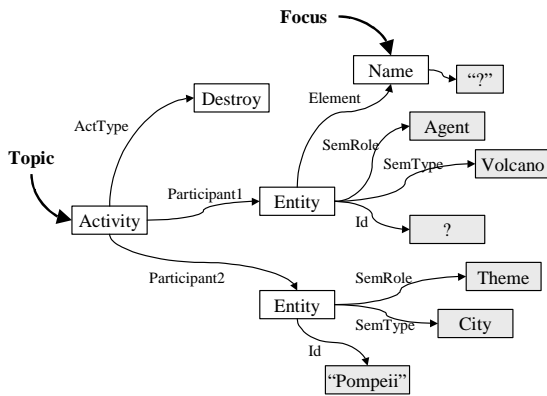 Focus
Name
“?”
Element
Destroy
ActType
Agent
SemRole
Topic
SemType
Volcano
Participant1
Entity
Activity
Id
?
Participant2
SemRole
Theme
Entity
SemType
City
Id
“Pompeii”